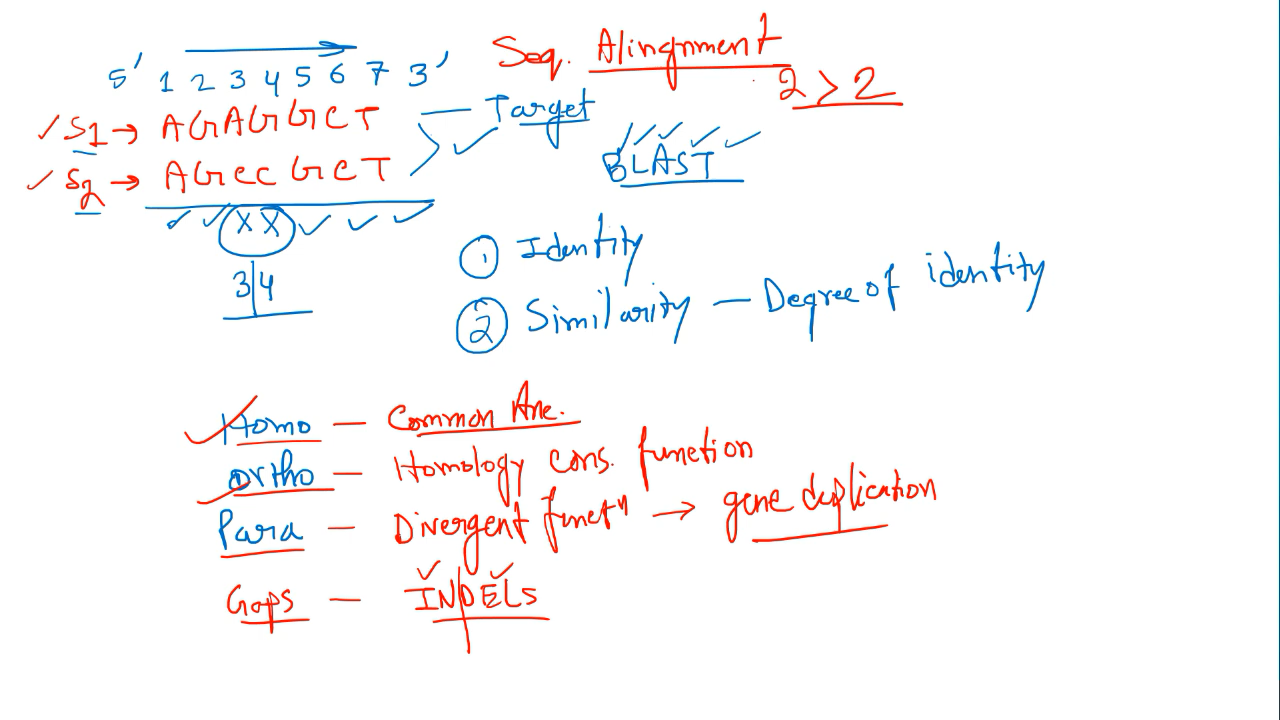 Seq. Alingnment
2 > 2
5' 1 2 3 4 5 6 7 3'
✓ S1 → AGAGGCT — Target
✓ S2 → AGCCGCT ✓
BLAST
✓ ✓ X X ✓ ✓ ✓
3|4
① Identity
② Similarity — Degree of identity
Homo — Common Anc.
Ortho — Homology cons. function
Para — Divergent functⁿ → gene duplication
Gaps — INDELs